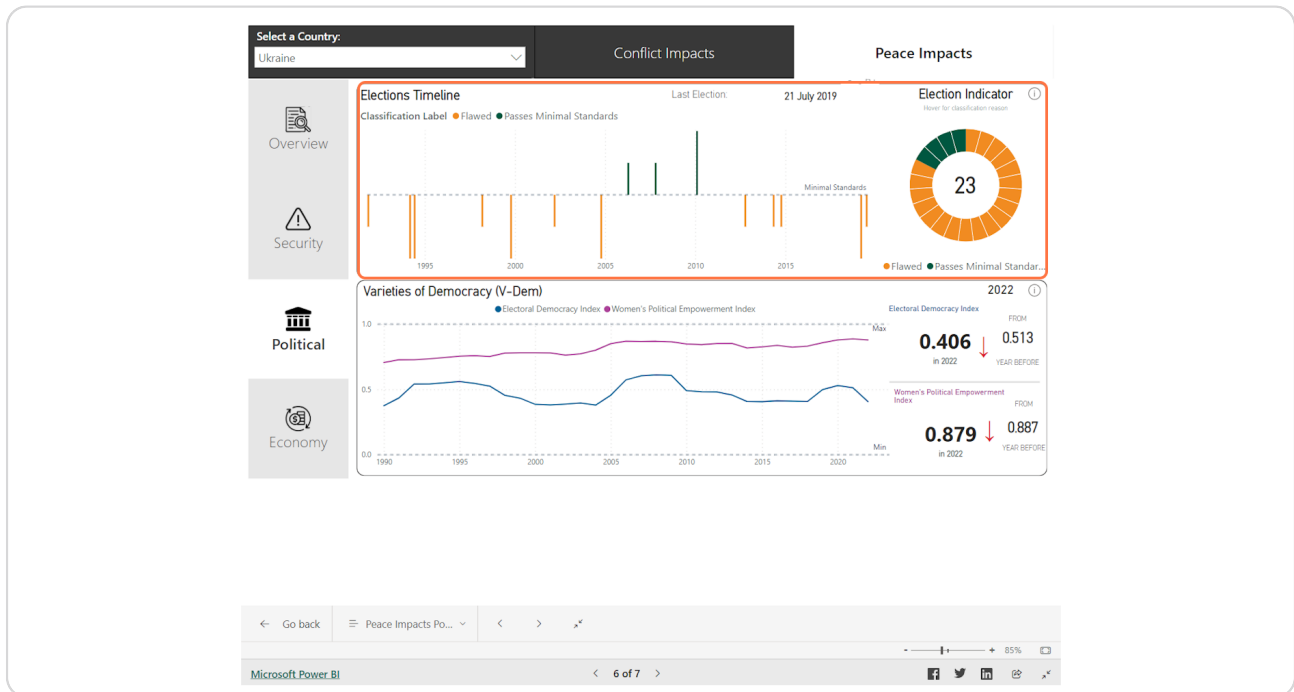 Select a Country:
Ukraine
Conflict Impacts
Peace Impacts
Overview
Security
Political
Economy
Elections Timeline
Last Election:
21 July 2019
Election Indicator
Hover for classification reason
Classification Label Flawed Passes Minimal Standards
Minimal Standards
23
1995 2000 2005 2010 2015
Flawed Passes Minimal Standar...
Varieties of Democracy (V-Dem)
2022
Electoral Democracy Index Women's Political Empowerment Index
1.0
Max
0.5
0.0
Min
1990 1995 2000 2005 2010 2015 2020
Electoral Democracy Index
FROM
0.406
0.513
in 2022
YEAR BEFORE
Women's Political Empowerment
Index
FROM
0.879
0.887
in 2022
YEAR BEFORE
Go back
Peace Impacts Po...
85%
Microsoft Power BI
6 of 7